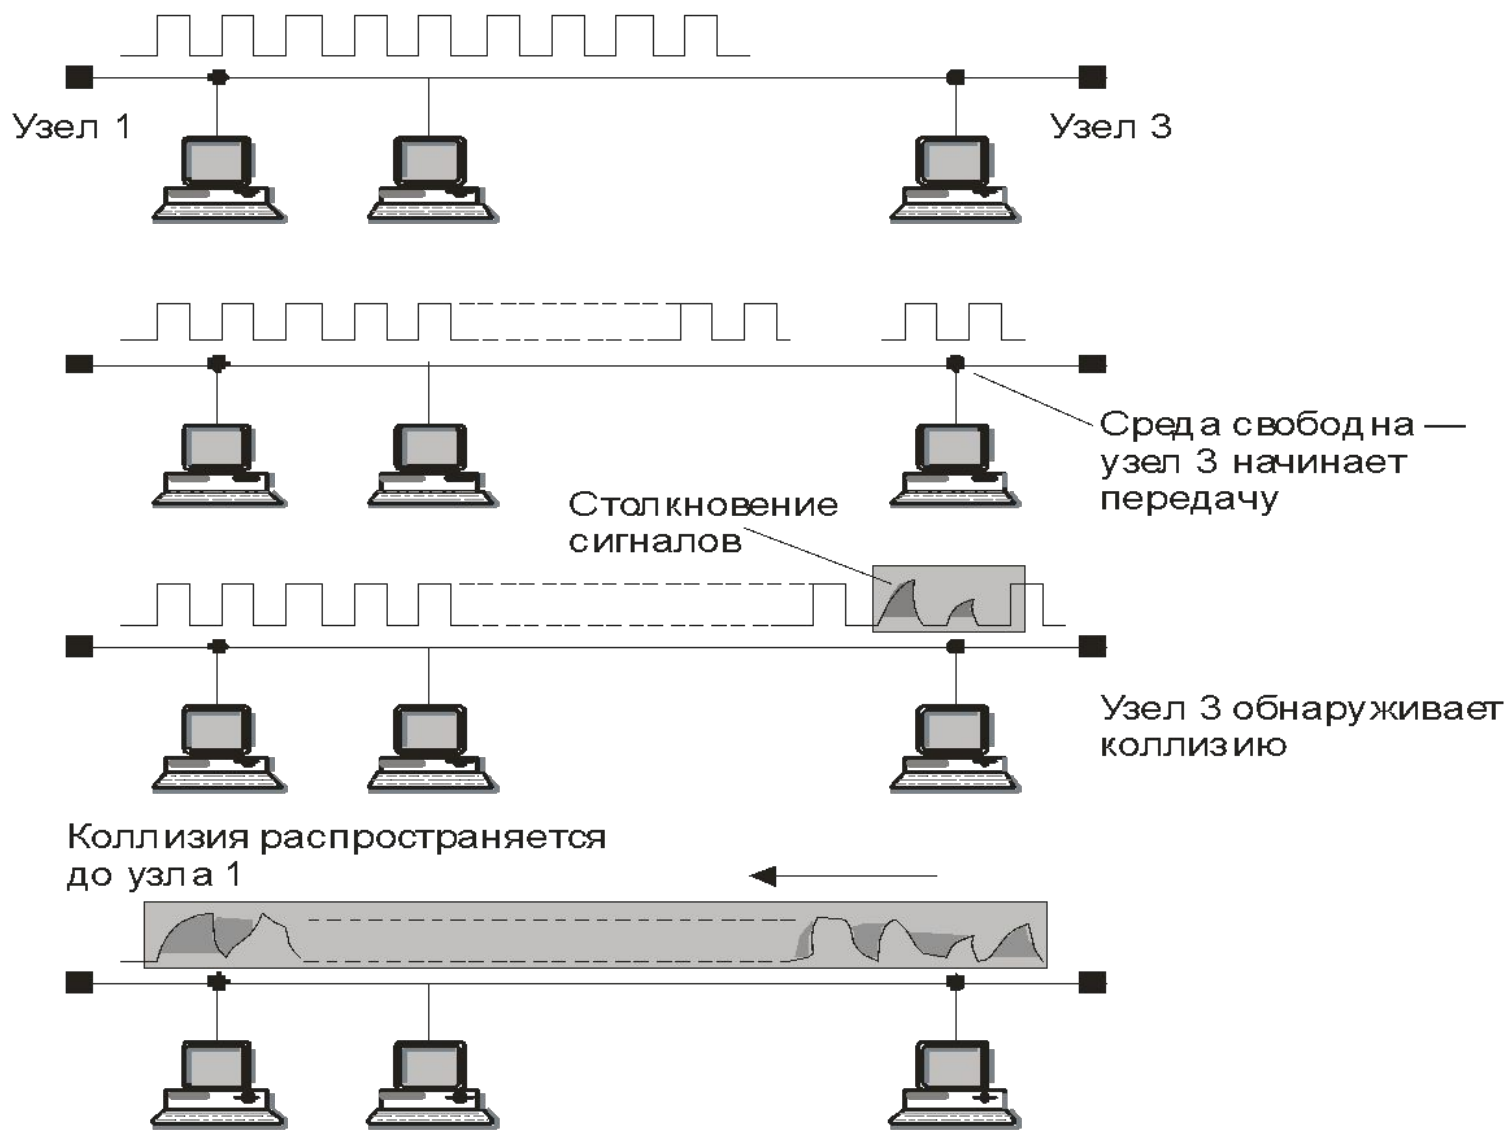 Узел 1
Узел 3
Среда свободна —
узел 3 начинает
передачу
Столкновение
сигналов
Узел 3 обнаруживает
коллизию
Коллизия распространяется
до узла 1